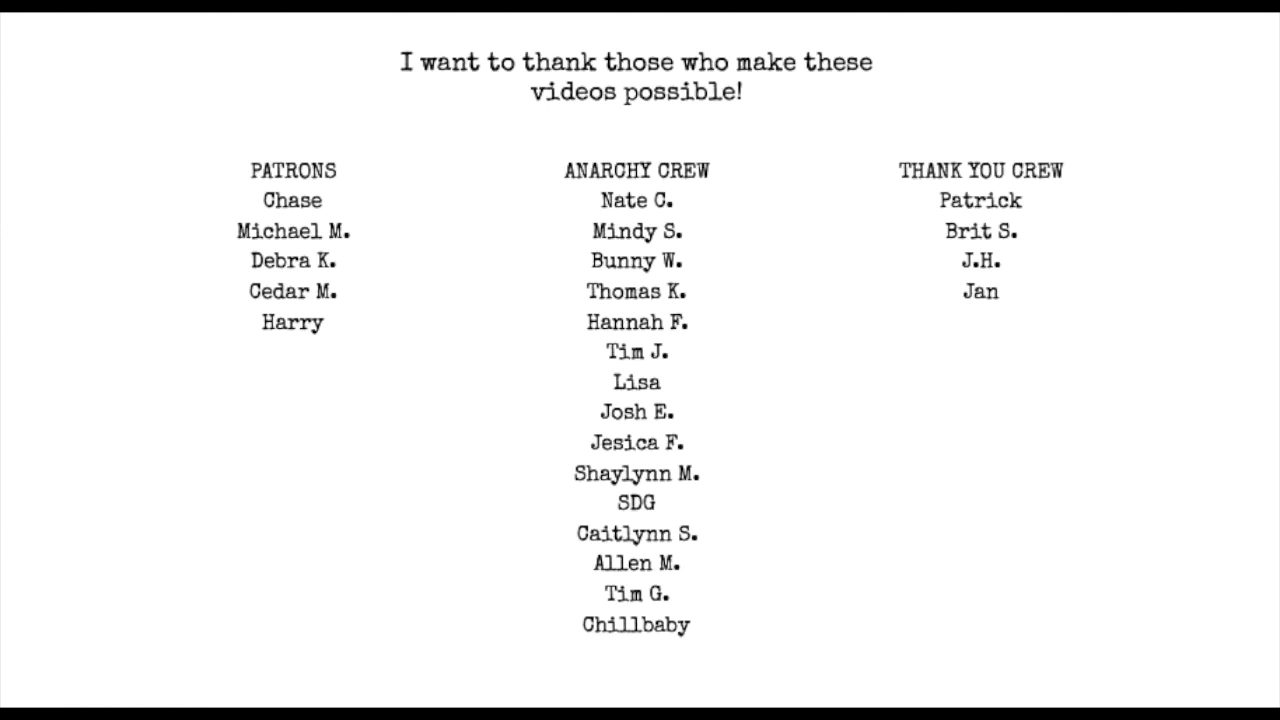 I want to thank those who make these
videos possible!
PATRONS
Chase
Michael M.
Debra K.
Cedar M.
Harry
ANARCHY CREW
Nate C.
Mindy S.
Bunny W.
Thomas K.
Hannah F.
Tim J.
Lisa
Josh E.
Jesica F.
Shaylynn M.
SDG
Caitlynn S.
Allen M.
Tim G.
Chillbaby
THANK YOU CREW
Patrick
Brit S.
J.H.
Jan